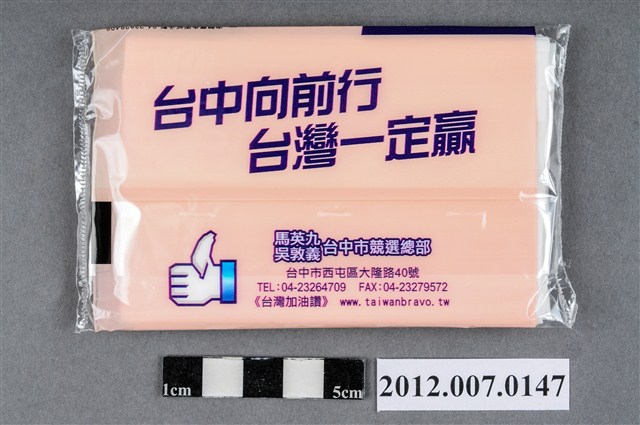 台中向前行
台灣一定贏
馬英九
吳敦義 台中市競選總部
台中市西屯區大隆路40號
TEL:04-23264709 FAX:04-23279572
《台灣加油讚》 www.taiwanbravo.tw
1cm 5cm
2012.007.0147